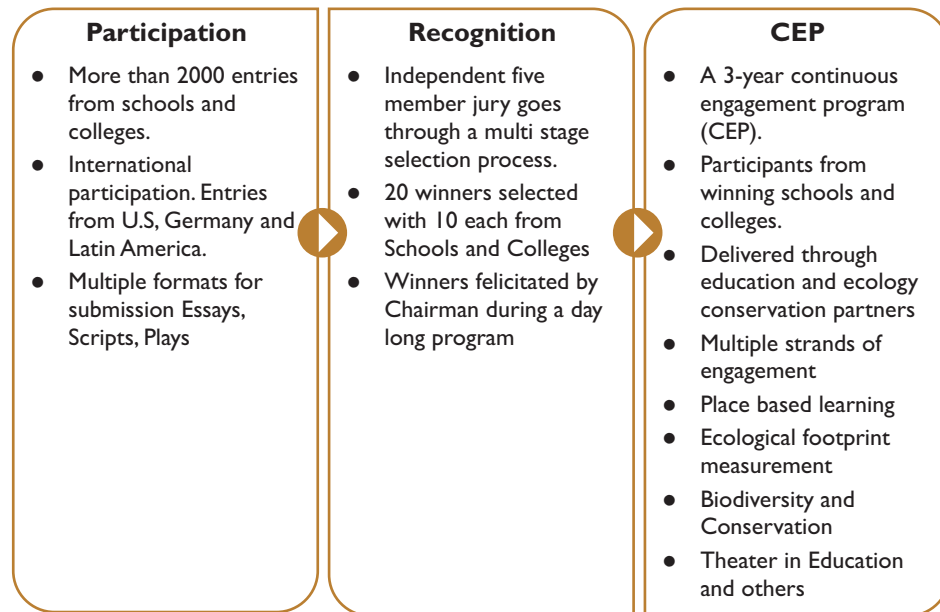 Participation
● More than 2000 entries
from schools and
colleges.
● International
participation. Entries
from U.S, Germany and
Latin America.
● Multiple formats for
submission Essays,
Scripts, Plays
Recognition
● Independent five
member jury goes
through a multi stage
selection process.
● 20 winners selected
with 10 each from
Schools and Colleges
● Winners felicitated by
Chairman during a day
long program
CEP
● A 3-year continuous
engagement program
(CEP).
● Participants from
winning schools and
colleges.
● Delivered through
education and ecology
conservation partners
● Multiple strands of
engagement
● Place based learning
● Ecological footprint
measurement
● Biodiversity and
Conservation
● Theater in Education
and others